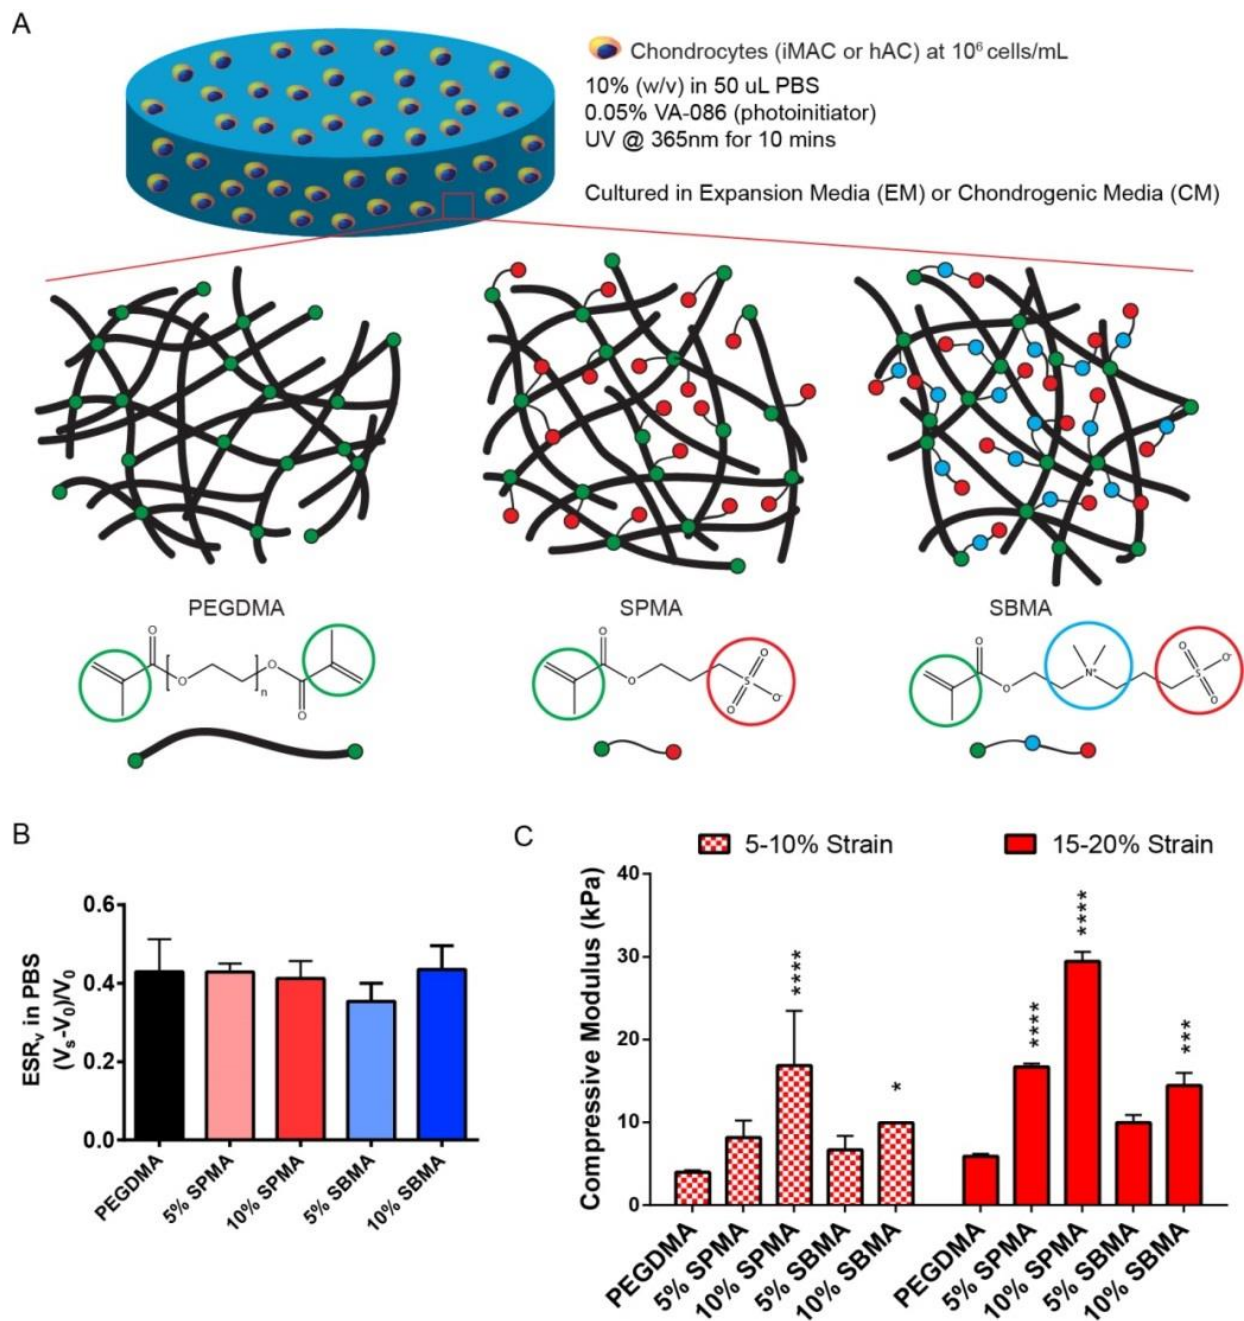 A
Chondrocytes (iMAC or hAC) at 10⁶ cells/mL
10% (w/v) in 50 uL PBS
0.05% VA-086 (photoinitiator)
UV @ 365nm for 10 mins
Cultured in Expansion Media (EM) or Chondrogenic Media (CM)
PEGDMA
SPMA
SBMA
O
O
n
O
O
O
O
O
S
O
O⁻
O
O
N⁺
O
S
O
O⁻
B
ESRᵥ in PBS
(Vₛ-V₀)/V₀
0.6
0.4
0.2
0.0
PEGDMA
5% SPMA
10% SPMA
5% SBMA
10% SBMA
C
5-10% Strain
15-20% Strain
Compressive Modulus (kPa)
40
30
20
10
0
****
*
****
****
***
PEGDMA
5% SPMA
10% SPMA
5% SBMA
10% SBMA
PEGDMA
5% SPMA
10% SPMA
5% SBMA
10% SBMA